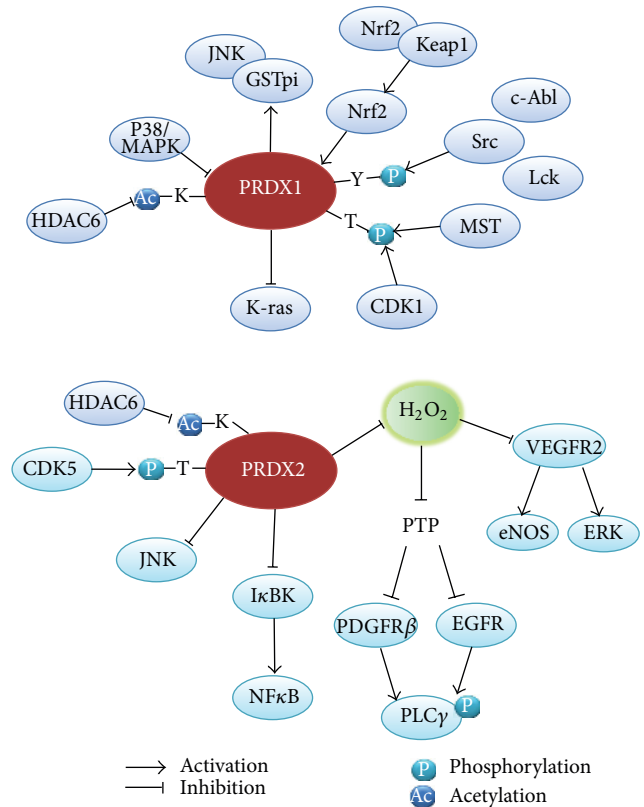 Nrf2
Keap1
JNK
GSTpi
c-Abl
Nrf2
P38/
MAPK
Src
PRDX1
Y
P
Lck
HDAC6
Ac
K
T
P
MST
K-ras
CDK1
HDAC6
Ac
K
H2O2
CDK5
P
T
PRDX2
VEGFR2
PTP
eNOS
ERK
JNK
IκBK
PDGFRβ
EGFR
NFκB
PLCγ
P
Activation
P Phosphorylation
Inhibition
Ac Acetylation